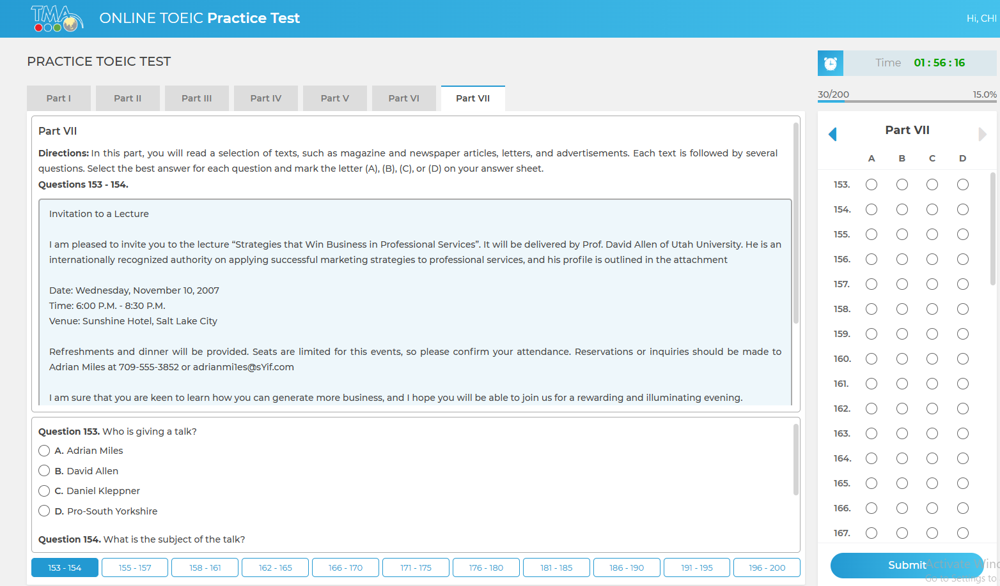 TMA
ONLINE TOEIC Practice Test
Hi, CHI
PRACTICE TOEIC TEST
Time 01 : 56 : 16
30/200 15.0%
Part I Part II Part III Part IV Part V Part VI Part VII
Part VII
Directions: In this part, you will read a selection of texts, such as magazine and newspaper articles, letters, and advertisements. Each text is followed by several
questions. Select the best answer for each question and mark the letter (A), (B), (C), or (D) on your answer sheet.
Questions 153 - 154.
Invitation to a Lecture
I am pleased to invite you to the lecture “Strategies that Win Business in Professional Services”. It will be delivered by Prof. David Allen of Utah University. He is an
internationally recognized authority on applying successful marketing strategies to professional services, and his profile is outlined in the attachment
Date: Wednesday, November 10, 2007
Time: 6:00 P.M. - 8:30 P.M.
Venue: Sunshine Hotel, Salt Lake City
Refreshments and dinner will be provided. Seats are limited for this events, so please confirm your attendance. Reservations or inquiries should be made to
Adrian Miles at 709-555-3852 or adrianmi1es@sYif.com
I am sure that you are keen to learn how you can generate more business, and I hope you will be able to join us for a rewarding and illuminating evening.
Question 153. Who is giving a talk?
A. Adrian Miles
B. David Allen
C. Daniel Kleppner
D. Pro-South Yorkshire
Question 154. What is the subject of the talk?
153 - 154 155 - 157 158 - 161 162 - 165 166 - 170 171 - 175 176 - 180 181 - 185 186 - 190 191 - 195 196 - 200
Part VII
A B C D
153.
154.
155.
156.
157.
158.
159.
160.
161.
162.
163.
164.
165.
166.
167.
Submit
Activate Winc
Go to Settings to